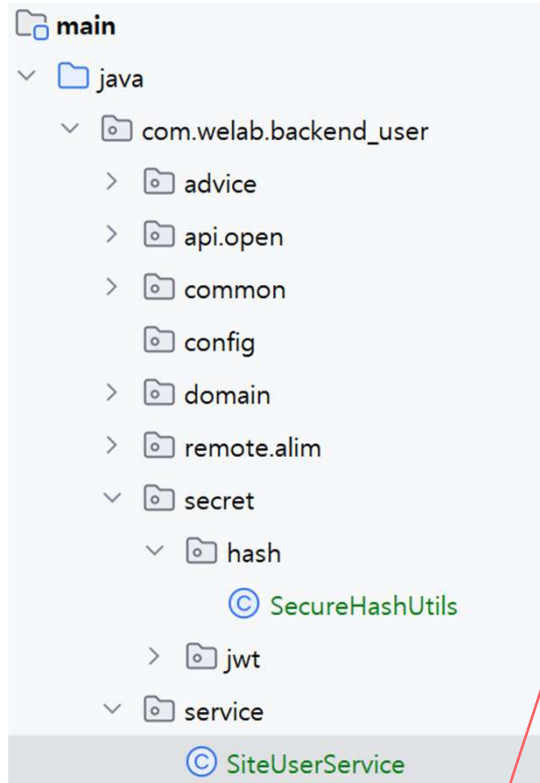 main
java
com.welab.backend_user
advice
api.open
common
config
domain
remote.alim
secret
hash
SecureHashUtils
jwt
service
SiteUserService